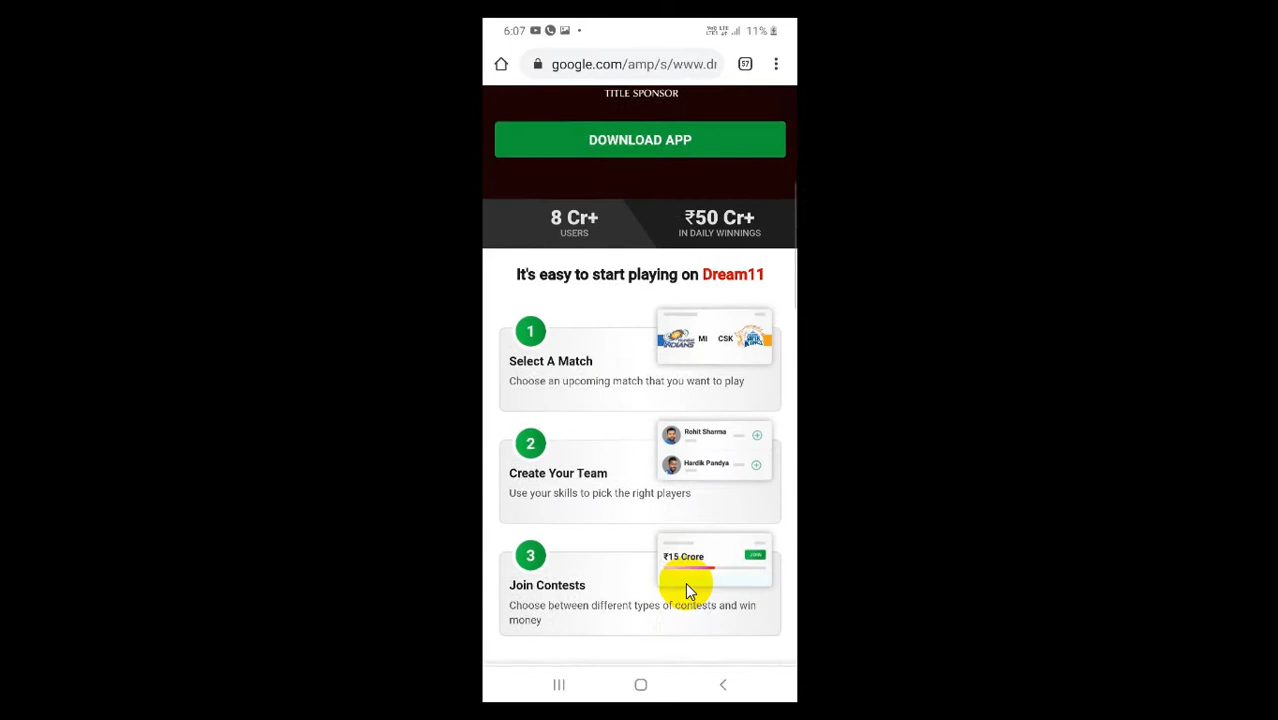 6:07
11%
google.com/amp/s/www.dr
57
TITLE SPONSOR
DOWNLOAD APP
8 Cr+
USERS
₹50 Cr+
IN DAILY WINNINGS
It's easy to start playing on Dream11
1
INDIANS
MI CSK
Select A Match
Choose an upcoming match that you want to play
2
Rohit Sharma
Hardik Pandya
Create Your Team
Use your skills to pick the right players
3
₹15 Crore
JOIN
Join Contests
Choose between different types of contests and win
money